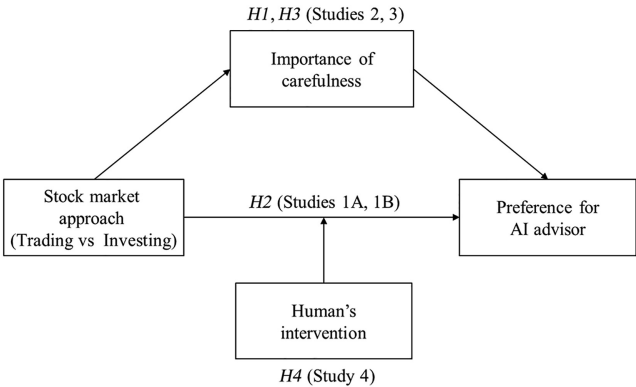 H1, H3 (Studies 2, 3)
Importance of
carefulness
Stock market
approach
(Trading vs Investing)
H2 (Studies 1A, 1B)
Preference for
AI advisor
Human's
intervention
H4 (Study 4)